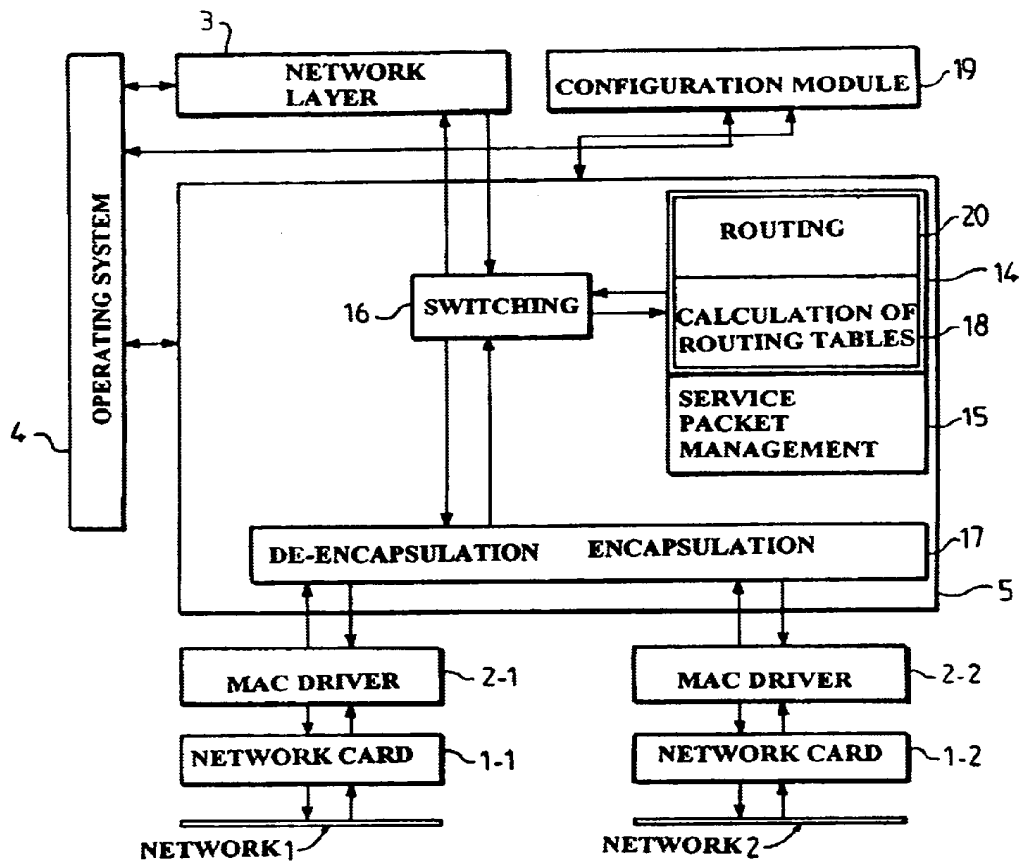 3
NETWORK
LAYER
CONFIGURATION MODULE
19
OPERATING SYSTEM
4
ROUTING
20
14
16
SWITCHING
CALCULATION OF
ROUTING TABLES
18
SERVICE
PACKET
MANAGEMENT
15
DE-ENCAPSULATION ENCAPSULATION
17
5
MAC DRIVER
2-1
MAC DRIVER
2-2
NETWORK CARD
1-1
NETWORK CARD
1-2
NETWORK 1
NETWORK 2